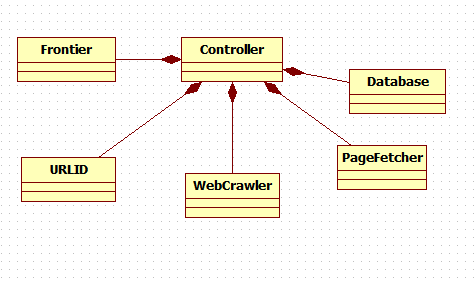 Frontier
Controller
Database
PageFetcher
URLID
WebCrawler